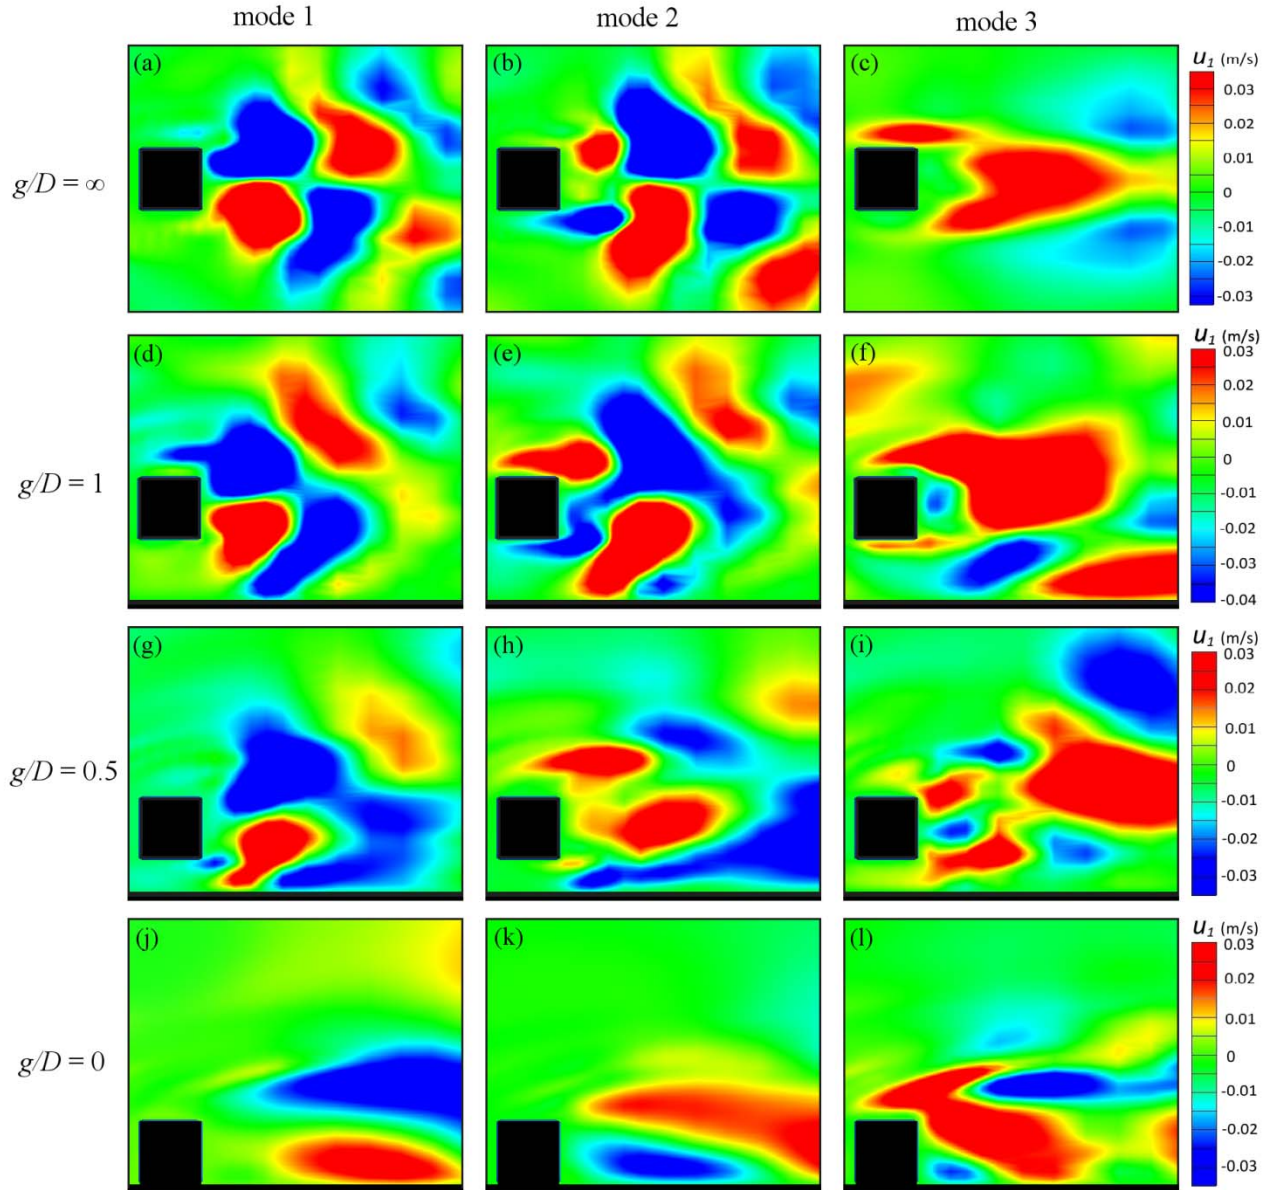 mode 1
mode 2
mode 3
(a)
(b)
(c)
g/D = ∞
u₁ (m/s)
0.03
0.02
0.01
0
-0.01
-0.02
-0.03
(d)
(e)
(f)
g/D = 1
u₁ (m/s)
0.03
0.02
0.01
0
-0.01
-0.02
-0.03
-0.04
(g)
(h)
(i)
g/D = 0.5
u₁ (m/s)
0.03
0.02
0.01
0
-0.01
-0.02
-0.03
(j)
(k)
(l)
g/D = 0
u₁ (m/s)
0.03
0.02
0.01
0
-0.01
-0.02
-0.03